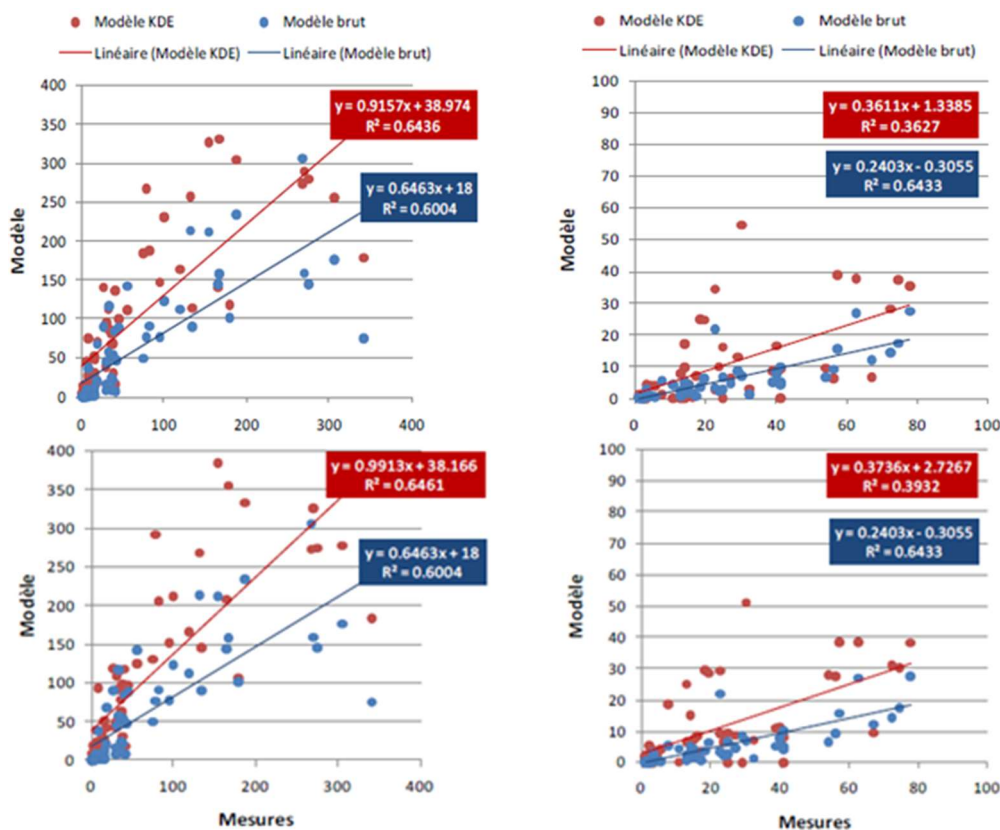 Modèle KDE Modèle brut
Linéaire (Modèle KDE) Linéaire (Modèle brut)
400
350
300
250
200
150
100
50
0
Modèle
0 100 200 300 400
y = 0.9157x + 38.974
R² = 0.6436
y = 0.6463x + 18
R² = 0.6004
Modèle KDE Modèle brut
Linéaire (Modèle KDE) Linéaire (Modèle brut)
100
90
80
70
60
50
40
30
20
10
0
Modèle
0 20 40 60 80 100
y = 0.3611x + 1.3385
R² = 0.3627
y = 0.2403x - 0.3055
R² = 0.6433
400
350
300
250
200
150
100
50
0
Modèle
0 100 200 300 400
Mesures
y = 0.9913x + 38.166
R² = 0.6461
y = 0.6463x + 18
R² = 0.6004
100
90
80
70
60
50
40
30
20
10
0
Modèle
0 20 40 60 80 100
Mesures
y = 0.3736x + 2.7267
R² = 0.3932
y = 0.2403x - 0.3055
R² = 0.6433